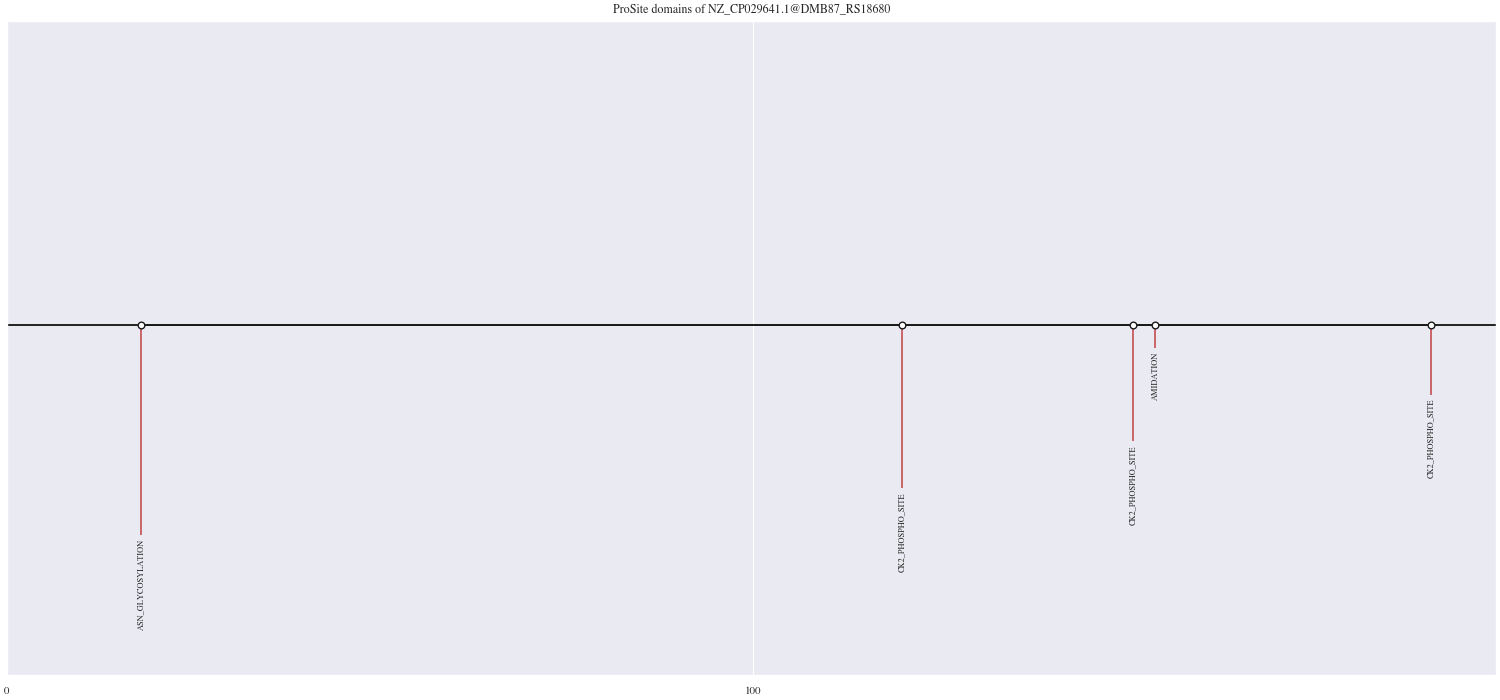 ProSite domains of NZ_CP029641.1@DMB87_RS18680
AMIDATION
CK2_PHOSPHO_SITE
CK2_PHOSPHO_SITE
CK2_PHOSPHO_SITE
ASN_GLYCOSYLATION
0
100